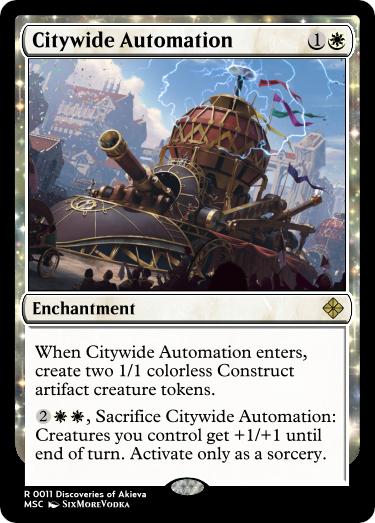 Citywide Automation 1
Enchantment
When Citywide Automation enters,
create two 1/1 colorless Construct
artifact creature tokens.
2, Sacrifice Citywide Automation:
Creatures you control get +1/+1 until
end of turn. Activate only as a sorcery.
R 0011 Discoveries of Akieva
MSC SixMoreVodka